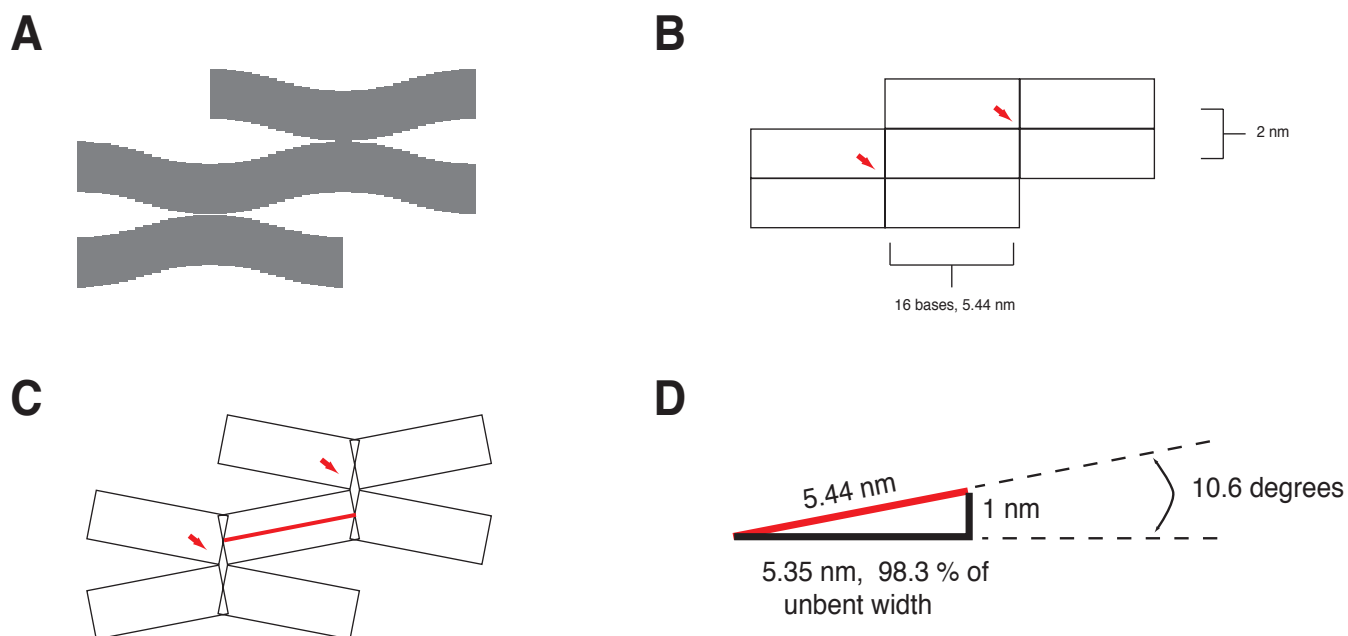 A
B
2 nm
16 bases, 5.44 nm
C
D
5.44 nm
1 nm
10.6 degrees
5.35 nm, 98.3 % of
unbent width